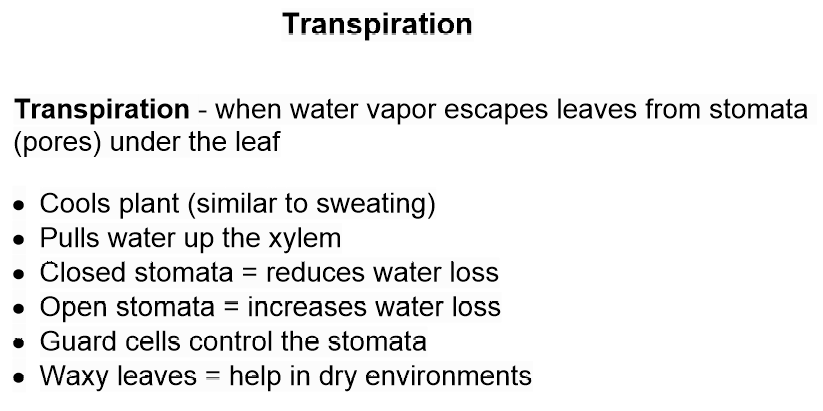 Transpiration
Transpiration - when water vapor escapes leaves from stomata
(pores) under the leaf
• Cools plant (similar to sweating)
• Pulls water up the xylem
• Closed stomata = reduces water loss
• Open stomata = increases water loss
• Guard cells control the stomata
• Waxy leaves = help in dry environments